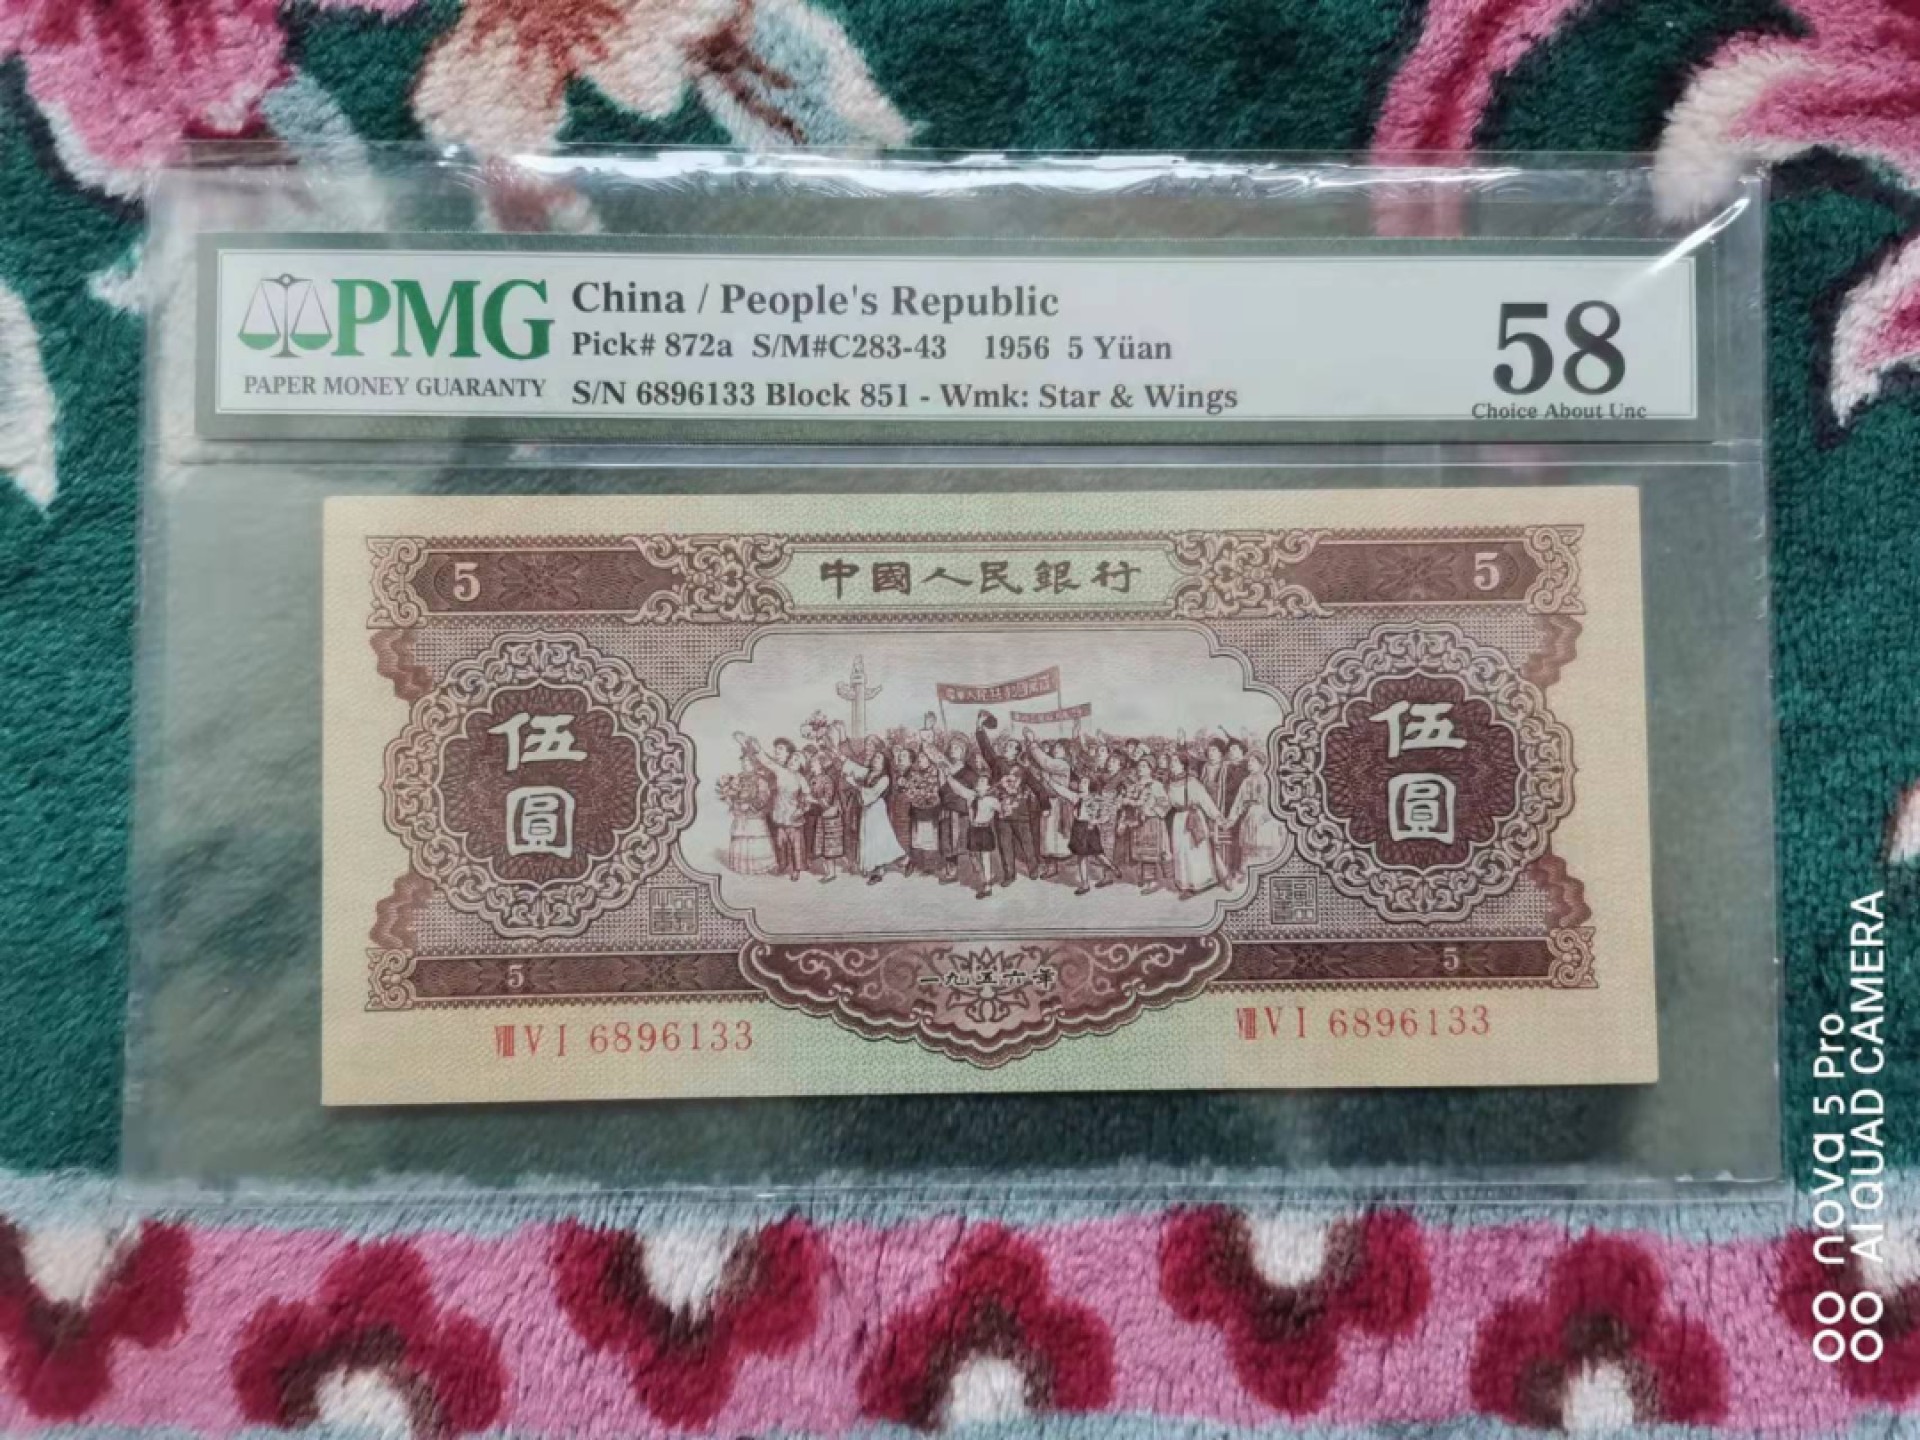 PMG
PAPER MONEY GUARANTY
China / People's Republic
Pick# 872a S/M#C283-43 1956 5 Yüan
S/N 6896133 Block 851 - Wmk: Star & Wings
58
Choice About Unc
5 中國人民銀行 5
伍圓
伍圓
5 一九五六年 5
VIII V I 6896133
VIII V I 6896133
nova 5 Pro
AI QUAD CAMERA